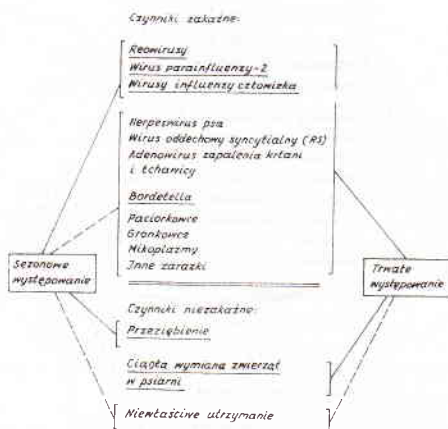 Czynniki zakaźne:
Reowirusy
Wirus parainfluenzy-2
Wirusy influenzy człowieka
Herpeswirus psa
Wirus oddechowy syncytialny (RS)
Adenowirus zapalenia krtani
i tchawicy
Bordetella
Paciorkowce
Gronkowce
Mikoplazmy
Inne zarazki
Sezonowe
występowanie
Trwałe
występowanie
Czynniki niezakaźne:
Przeziębienie
Ciągła wymiana zwierząt
w psiarni
Niewłaściwe utrzymanie